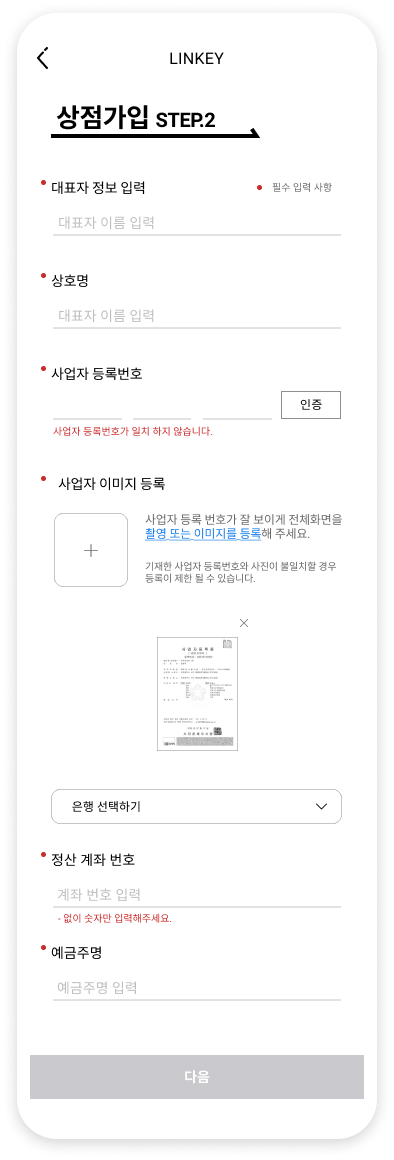 LINKEY
상점가입 STEP.2
대표자 정보 입력
필수 입력 사항
대표자 이름 입력
상호명
대표자 이름 입력
사업자 등록번호
인증
사업자 등록번호가 일치 하지 않습니다.
사업자 이미지 등록
사업자 등록 번호가 잘 보이게 전체화면을
촬영 또는 이미지를 등록해 주세요.
기재한 사업자 등록번호와 사진이 불일치할 경우
등록이 제한 될 수 있습니다.
사업자등록증
은행 선택하기
정산 계좌 번호
계좌 번호 입력
- 없이 숫자만 입력해주세요.
예금주명
예금주명 입력
다음